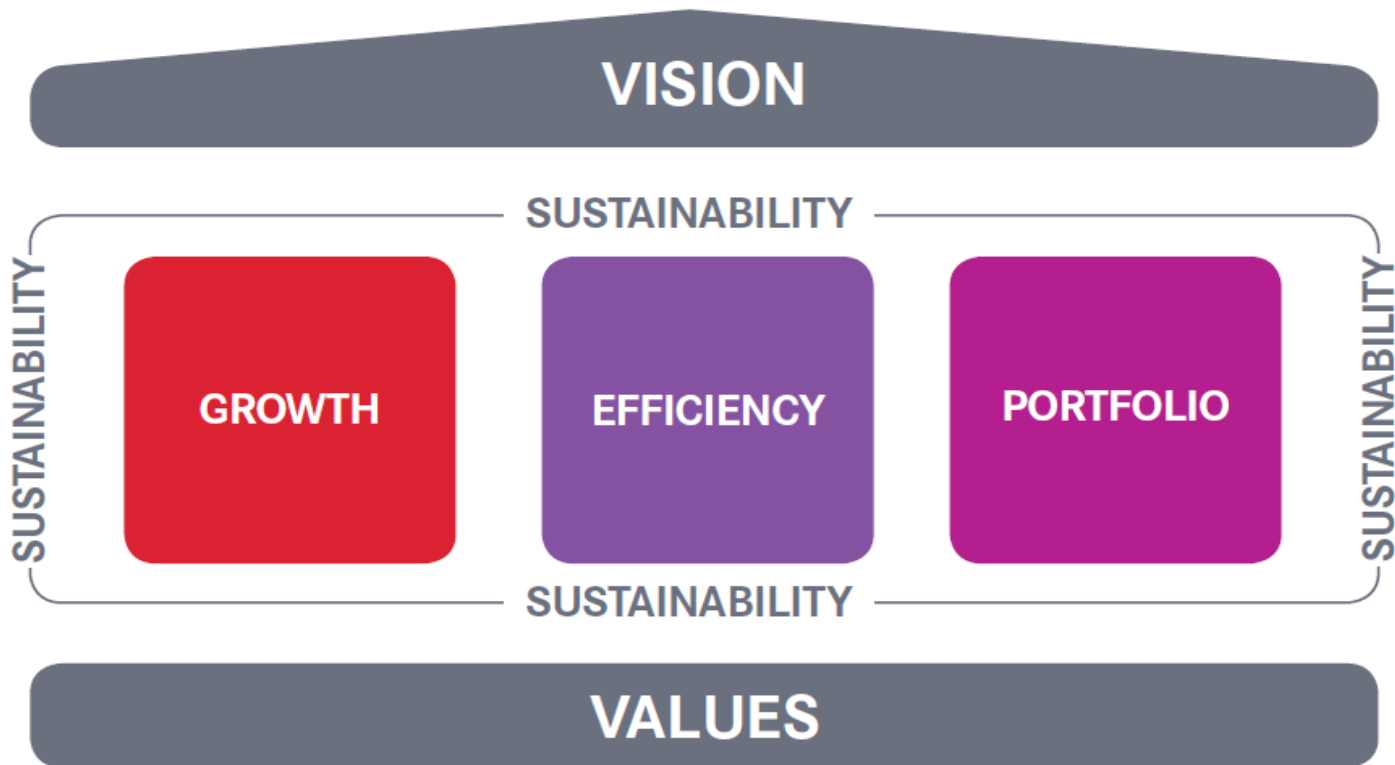 VISION
SUSTAINABILITY
SUSTAINABILITY
GROWTH
EFFICIENCY
PORTFOLIO
SUSTAINABILITY
SUSTAINABILITY
VALUES